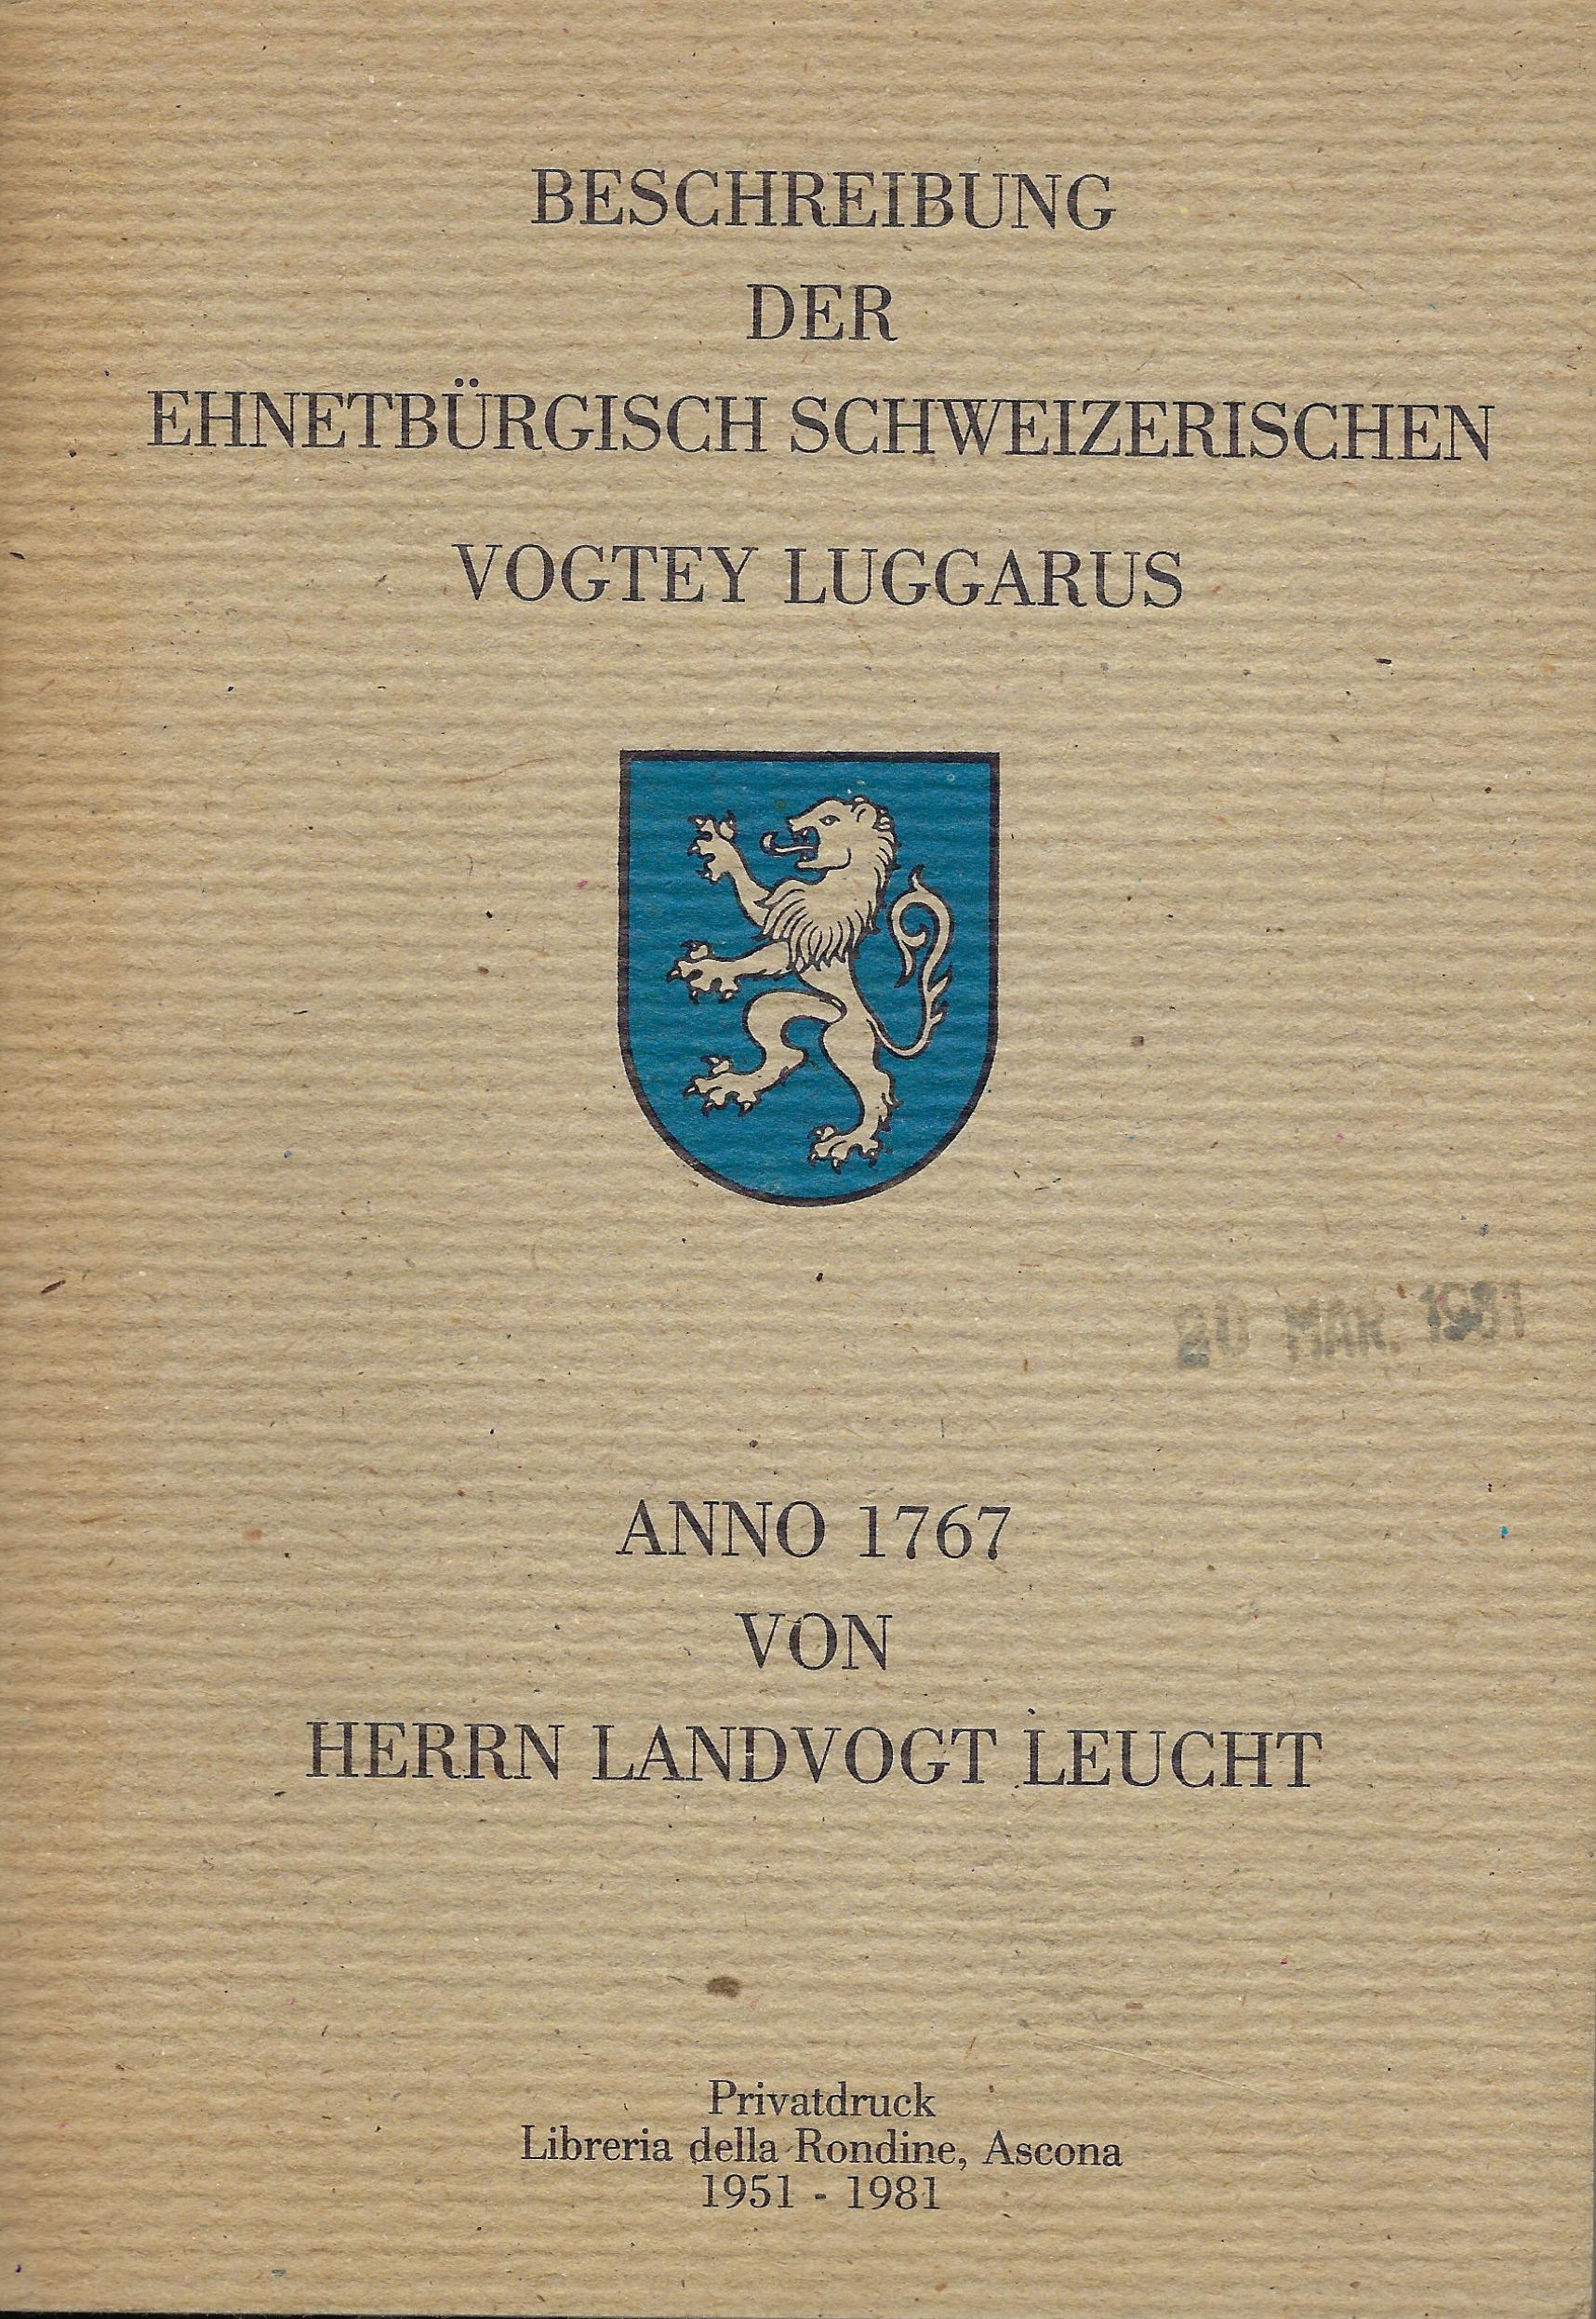 BESCHREIBUNG
DER
EHNETBÜRGISCH SCHWEIZERISCHEN
VOGTEY LUGGARUS
20 MAR. 1981
ANNO 1767
VON
HERRN LANDVOGT LEUCHT
Privatdruck
Libreria della Rondine, Ascona
1951 - 1981